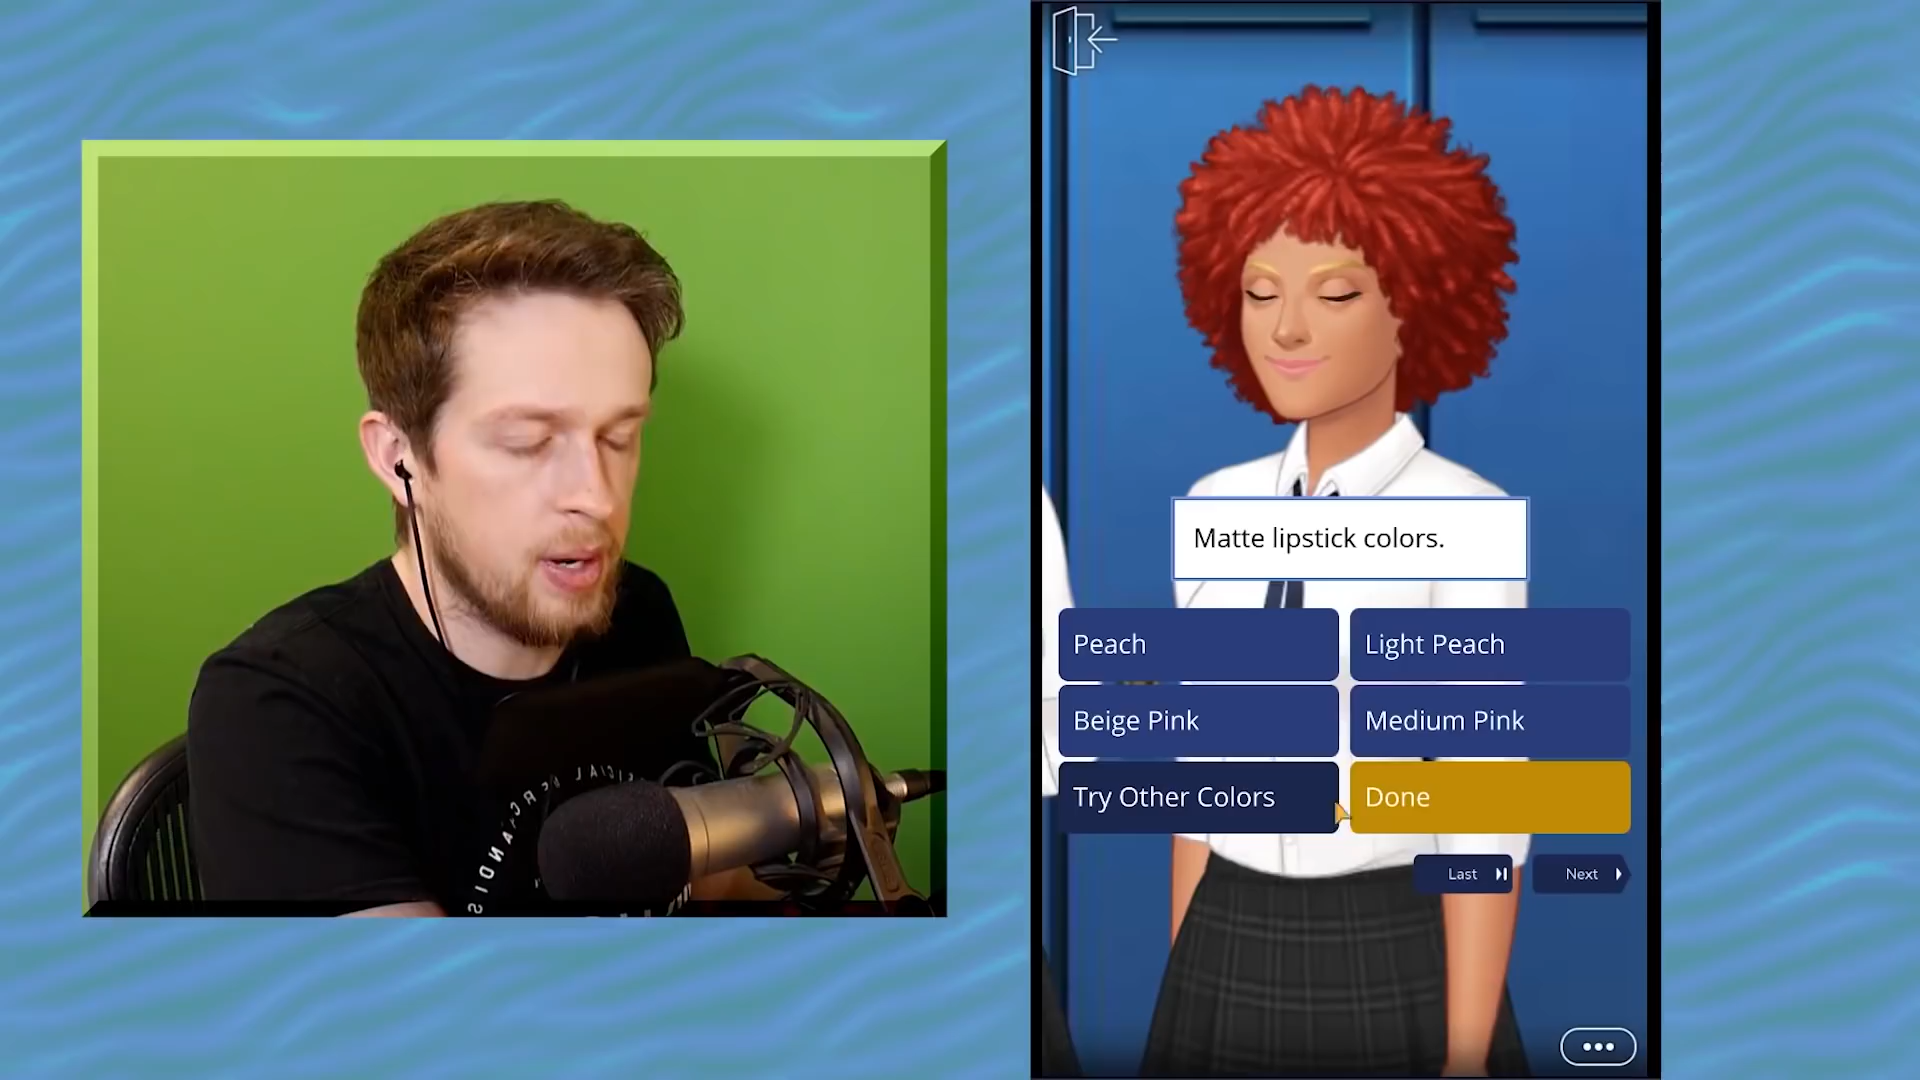 Matte lipstick colors.
Peach
Light Peach
Beige Pink
Medium Pink
Try Other Colors
Done
Last
Next